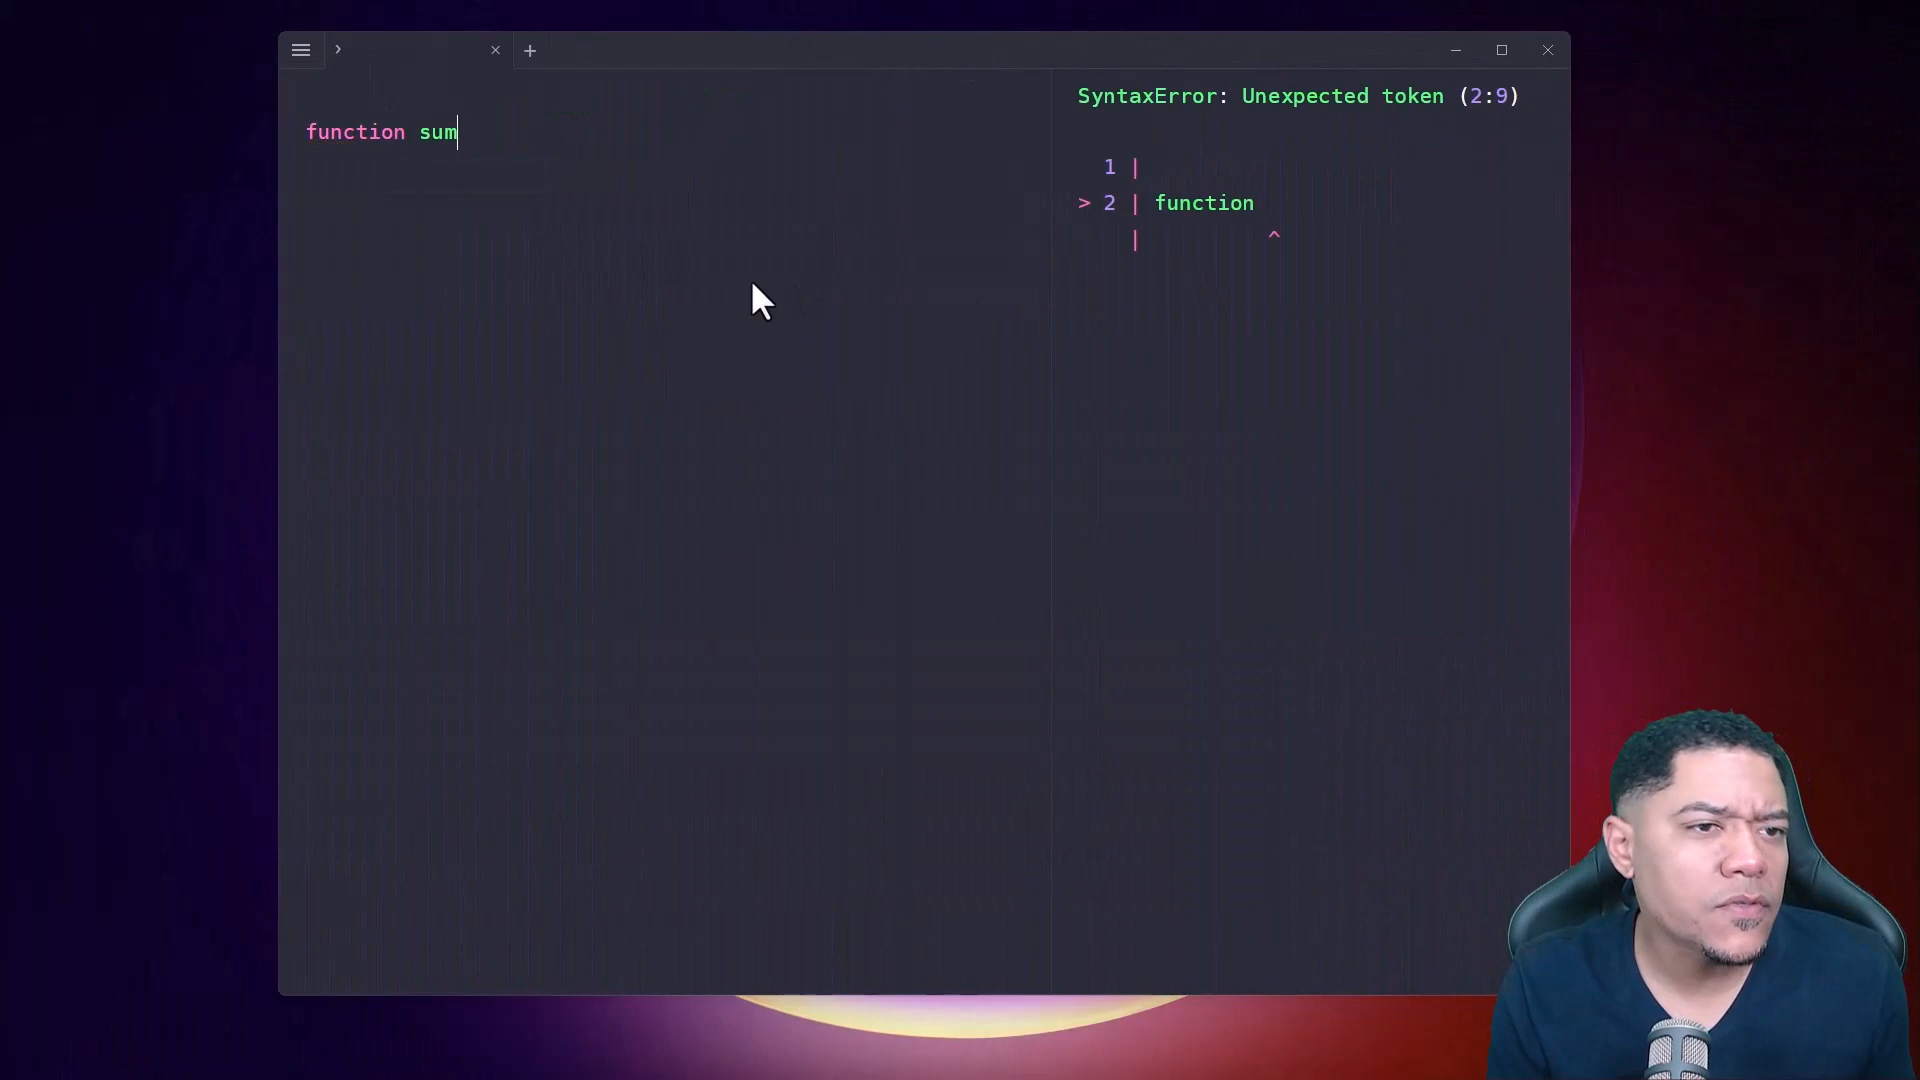 function sum
SyntaxError: Unexpected token (2:9)
1 |
> 2 | function
| ^